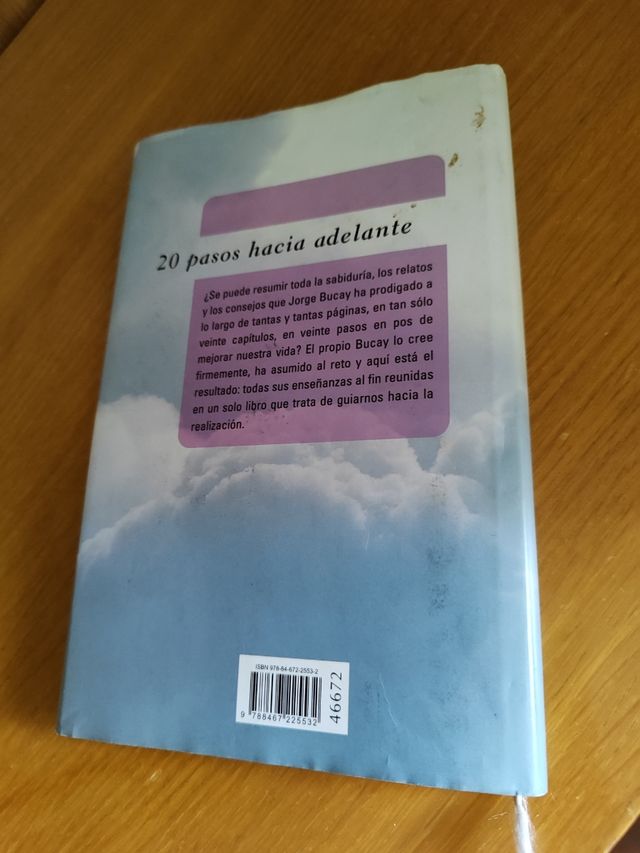 20 pasos hacia adelante
¿Se puede resumir toda la sabiduría, los relatos
y los consejos que Jorge Bucay ha prodigado a
lo largo de tantas y tantas páginas, en tan sólo
veinte capítulos, en veinte pasos en pos de
mejorar nuestra vida? El propio Bucay lo cree
firmemente, ha asumido al reto y aquí está el
resultado: todas sus enseñanzas al fin reunidas
en un solo libro que trata de guiarnos hacia la
realización.
ISBN 978-84-672-2553-2
9 788467 225532
46672